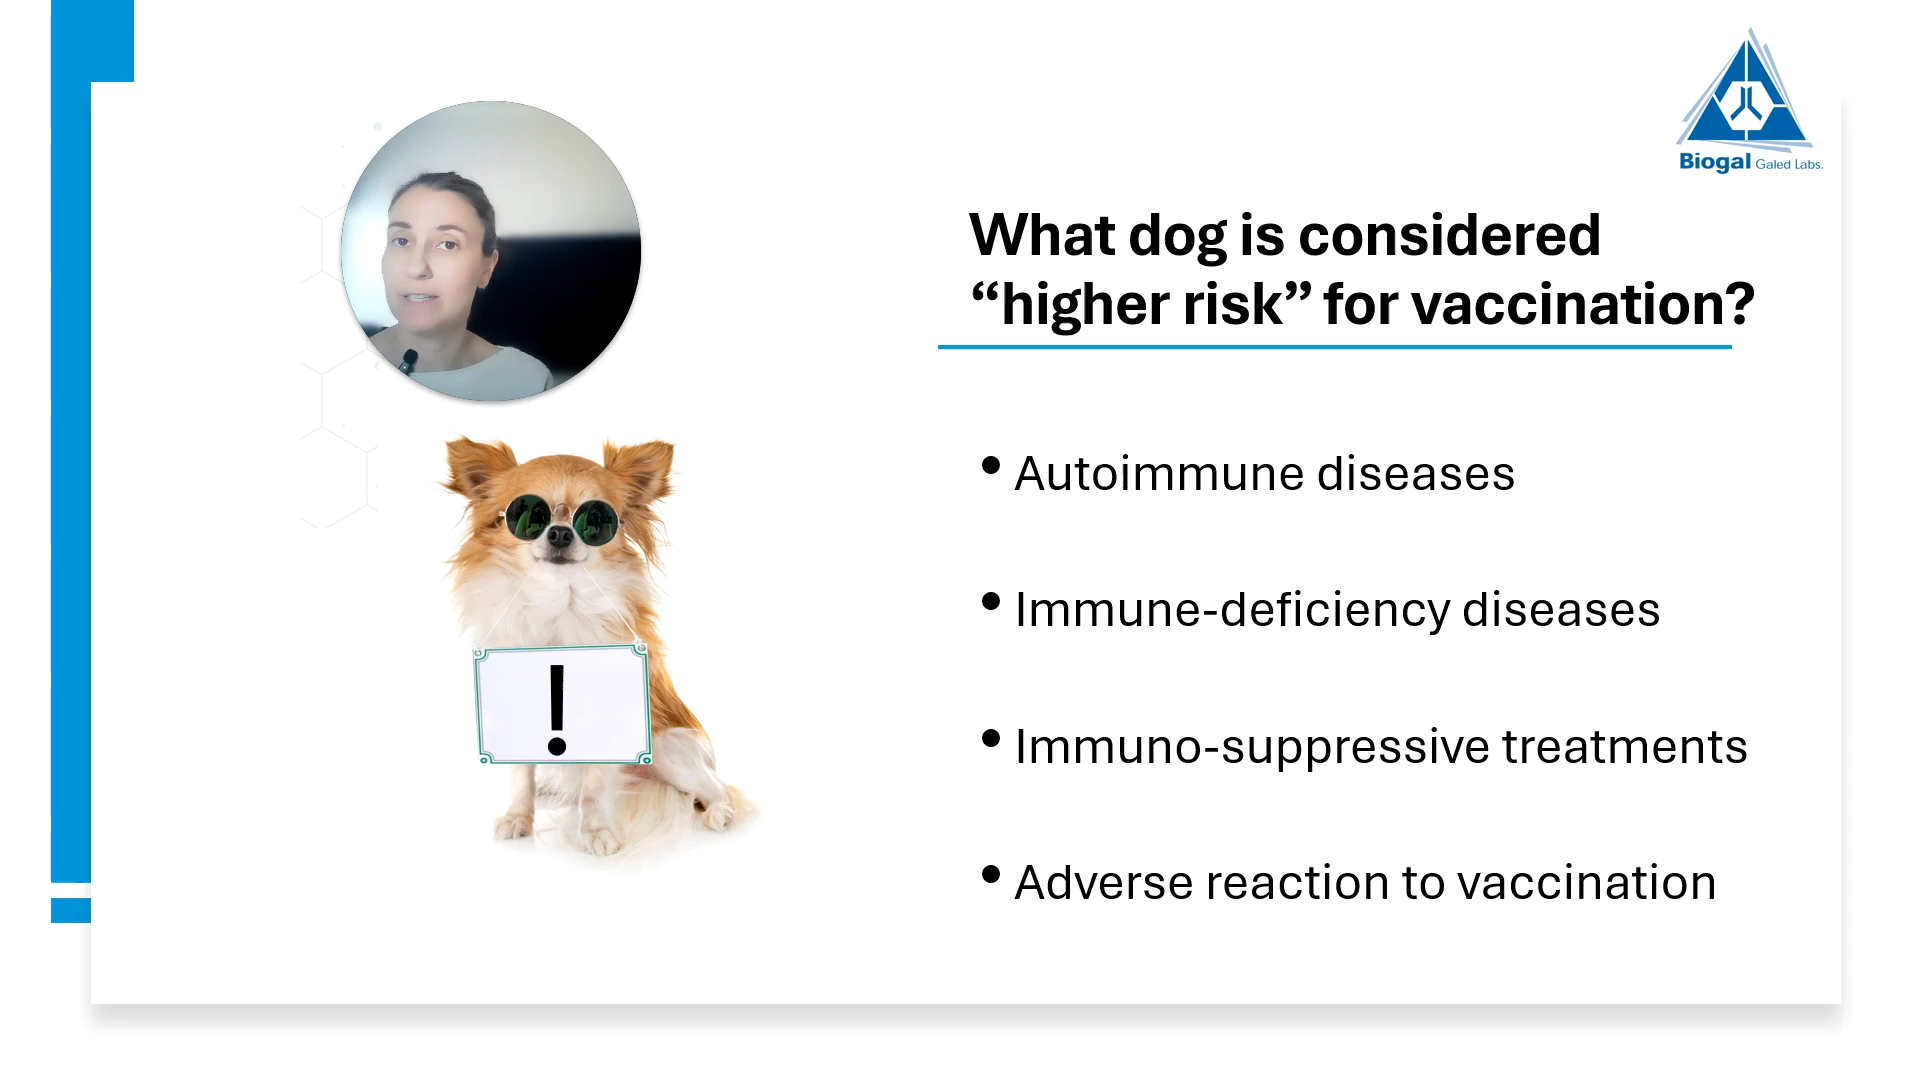 Biogal Galed Labs.
What dog is considered
“higher risk” for vaccination?
• Autoimmune diseases
• Immune-deficiency diseases
• Immuno-suppressive treatments
• Adverse reaction to vaccination
!